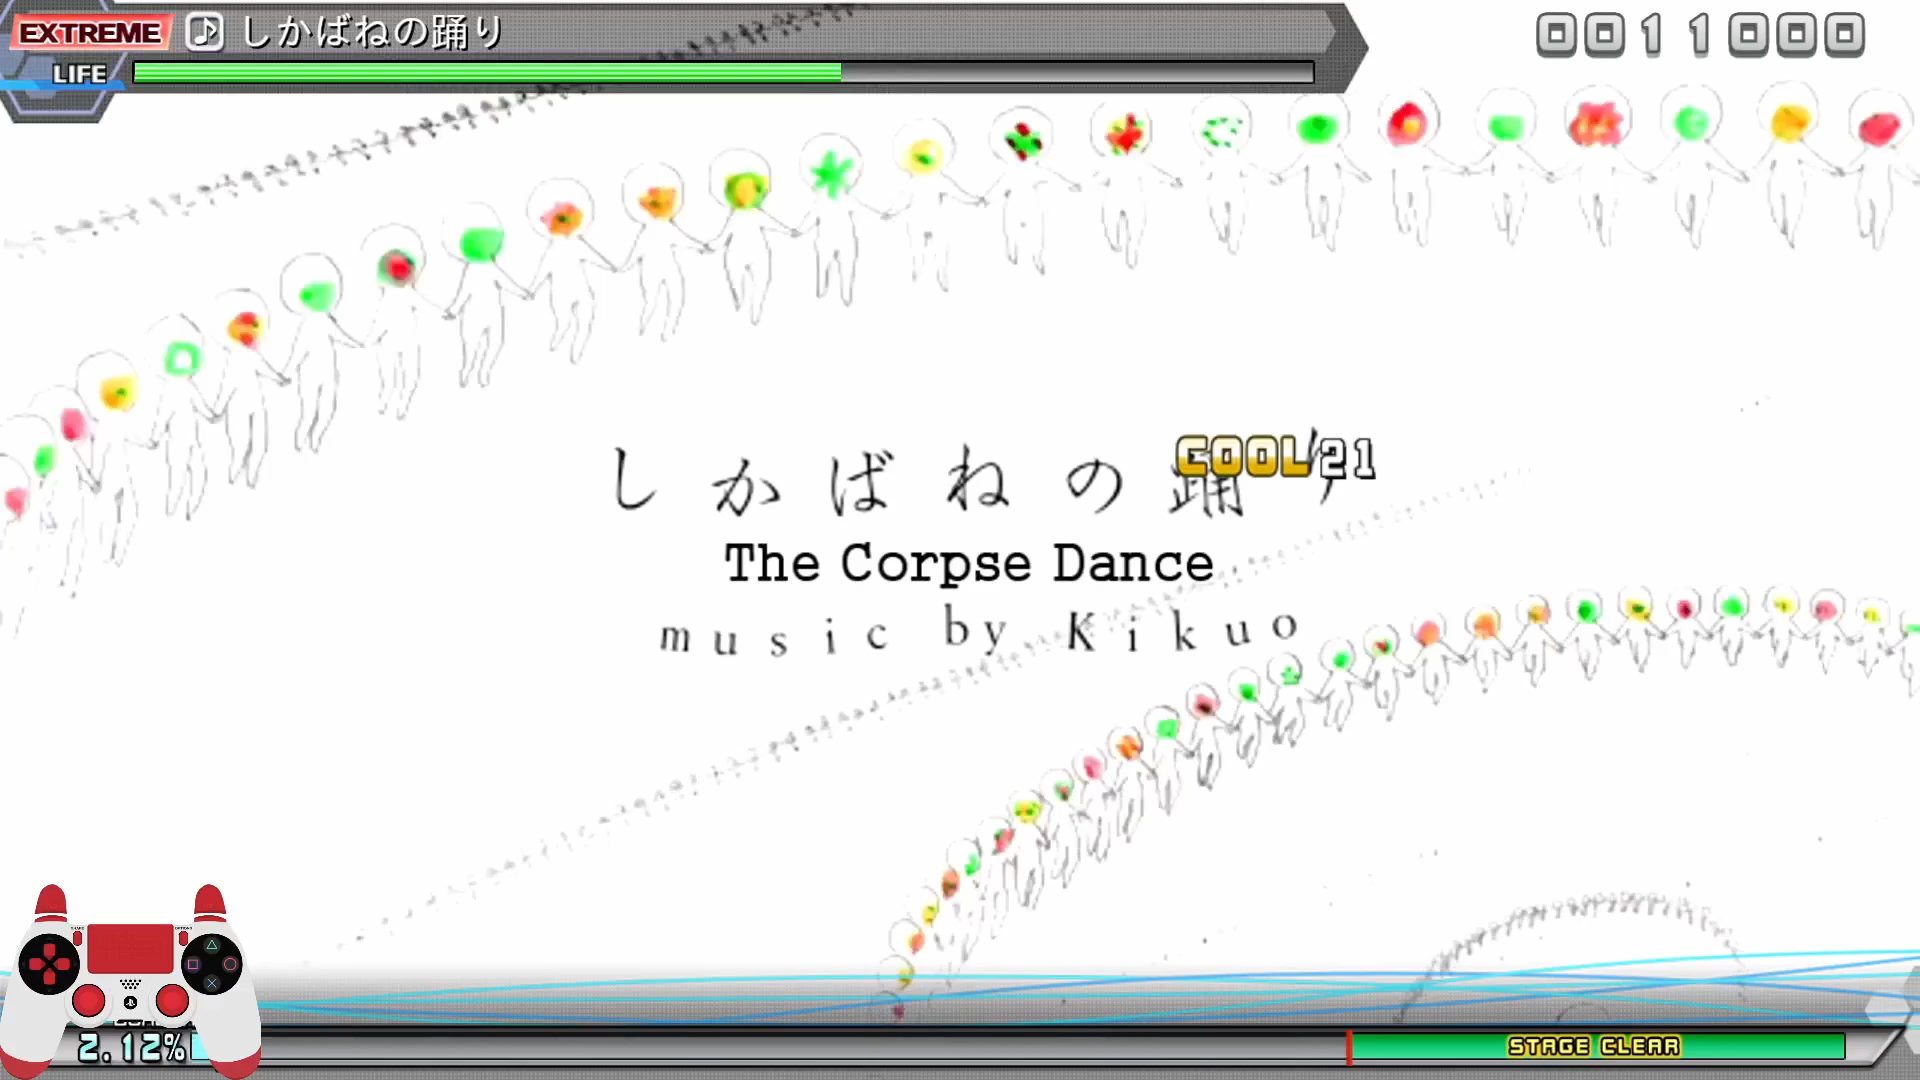 EXTREME しかばねの踊り
0011000
LIFE
COOL 21
しかばねの踊り
The Corpse Dance
music by Kikuo
2.12%
STAGE CLEAR